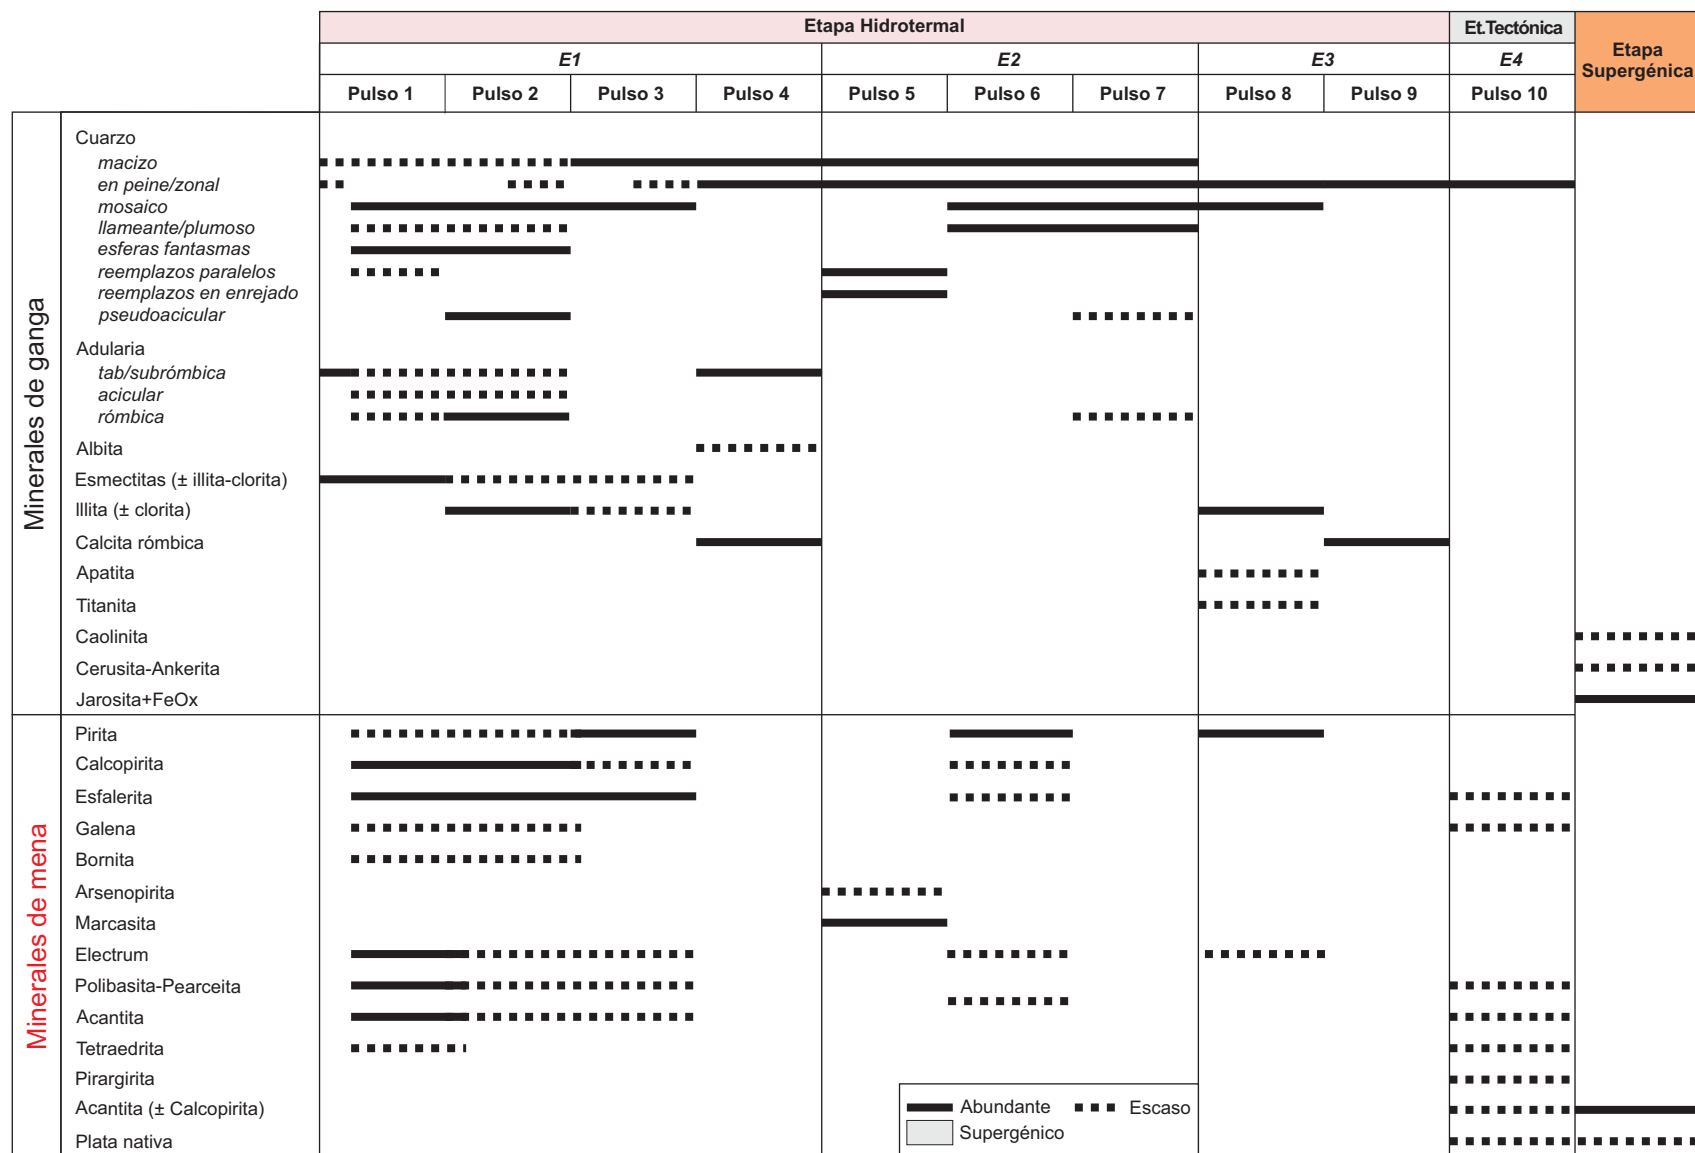 Etapa Hidrotermal
Et.Tectónica
Etapa
Supergénica
E1
E2
E3
E4
Pulso 1
Pulso 2
Pulso 3
Pulso 4
Pulso 5
Pulso 6
Pulso 7
Pulso 8
Pulso 9
Pulso 10
Minerales de ganga
Cuarzo
macizo
en peine/zonal
mosaico
llameante/plumoso
esferas fantasmas
reemplazos paralelos
reemplazos en enrejado
pseudoacicular
Adularia
tab/subrómbica
acicular
rómbica
Albita
Esmectitas (± illita-clorita)
Illita (± clorita)
Calcita rómbica
Apatita
Titanita
Caolinita
Cerusita-Ankerita
Jarosita+FeOx
Minerales de mena
Pirita
Calcopirita
Esfalerita
Galena
Bornita
Arsenopirita
Marcasita
Electrum
Polibasita-Pearceita
Acantita
Tetraedrita
Pirargirita
Acantita (± Calcopirita)
Plata nativa
Abundante
Escaso
Supergénico